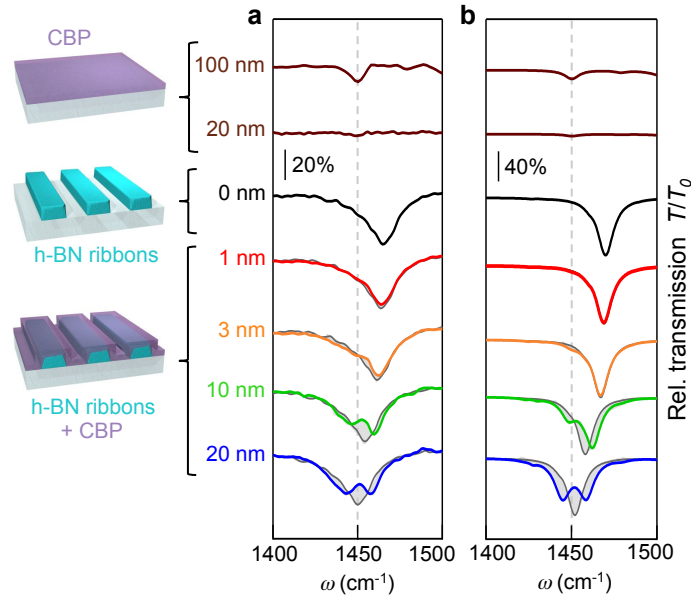 a
b
CBP
100 nm
20 nm
20%
40%
0 nm
h-BN ribbons
1 nm
3 nm
10 nm
h-BN ribbons
+ CBP
20 nm
Rel. transmission T/T0
1400
1450
1500
1400
1450
1500
ω (cm-1)
ω (cm-1)